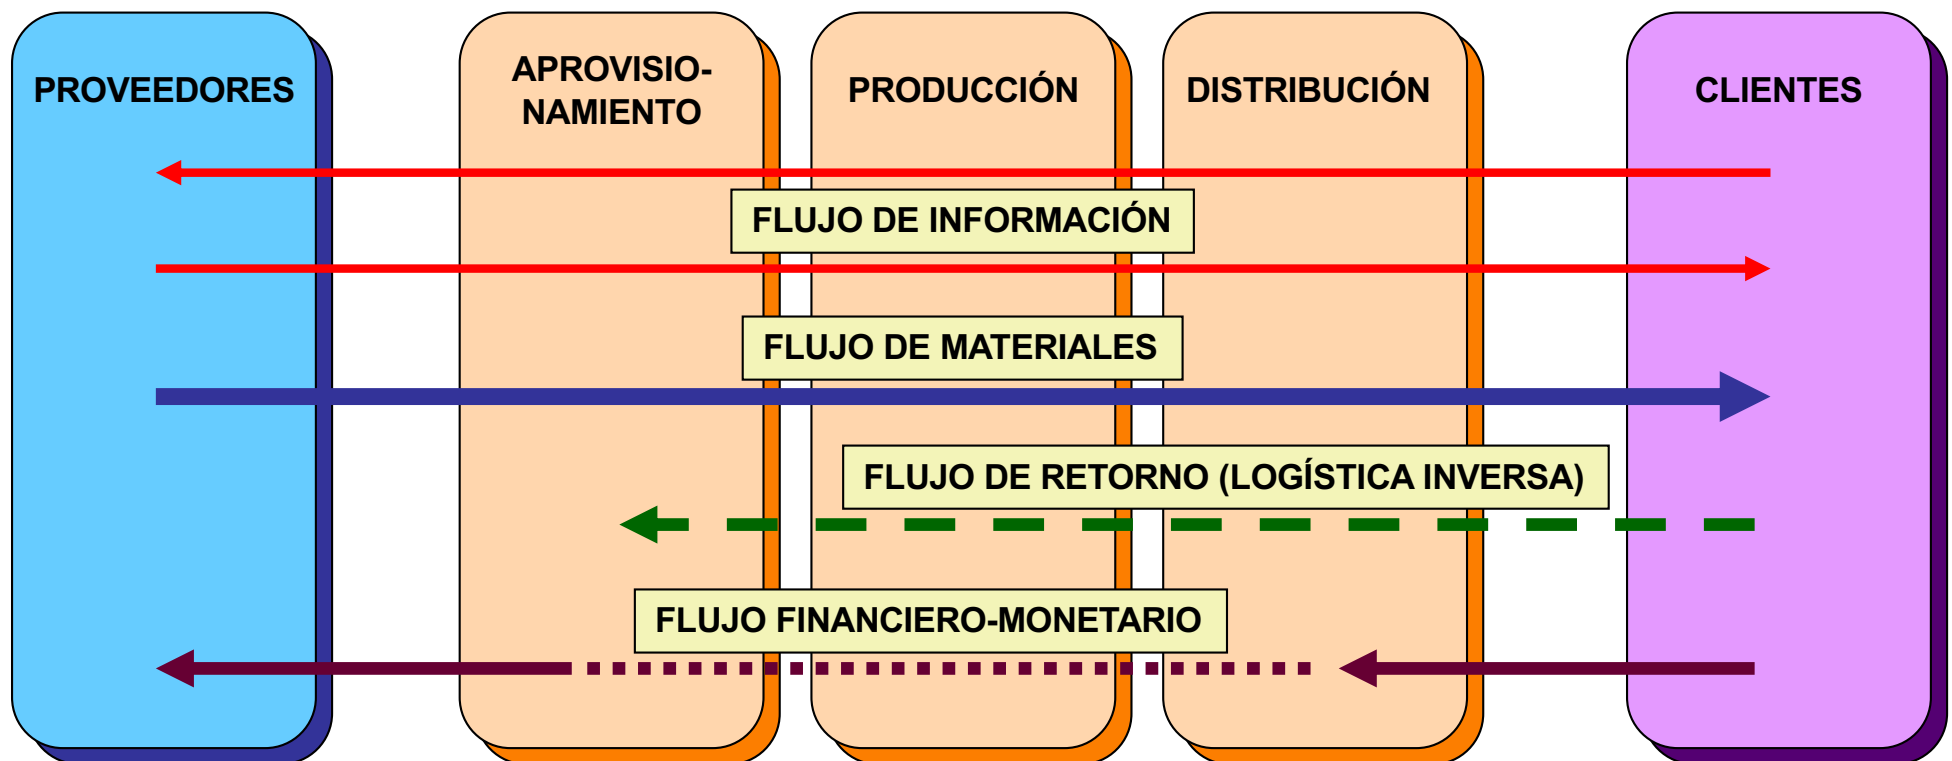 PROVEEDORES
APROVISIO-
NAMIENTO
PRODUCCIÓN
DISTRIBUCIÓN
CLIENTES
FLUJO DE INFORMACIÓN
FLUJO DE MATERIALES
FLUJO DE RETORNO (LOGÍSTICA INVERSA)
FLUJO FINANCIERO-MONETARIO